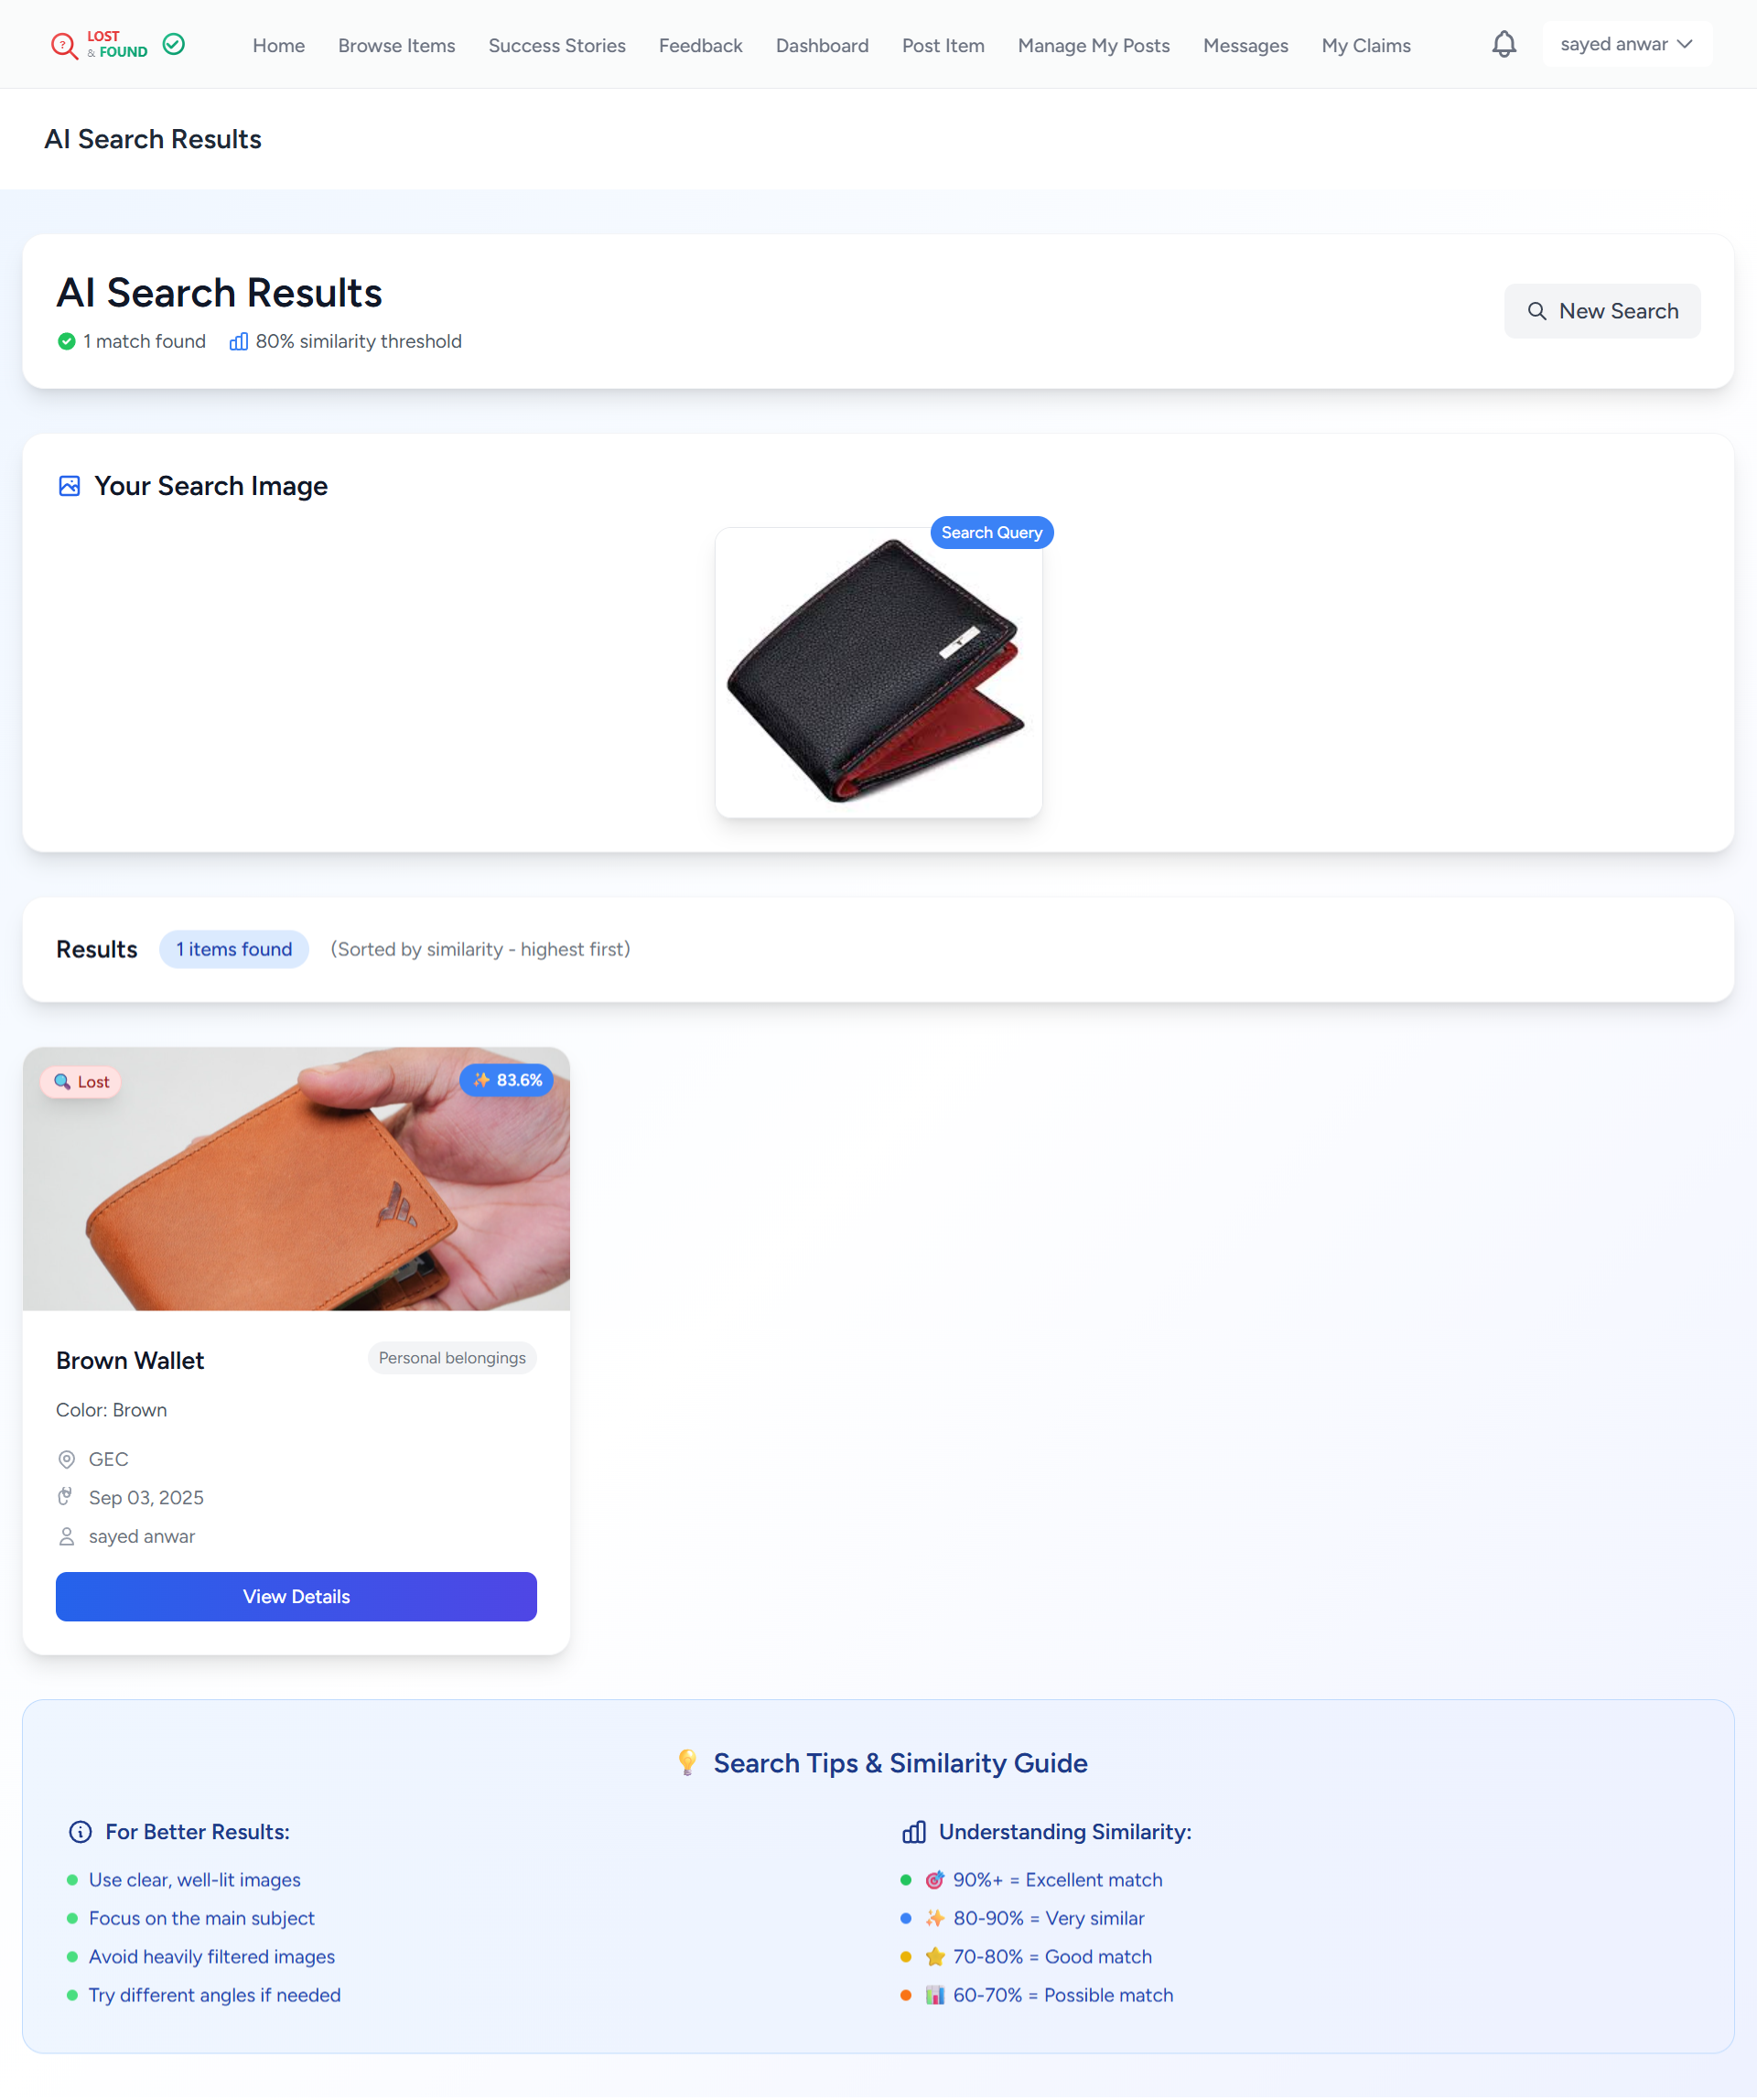 LOST
& FOUND
Home
Browse Items
Success Stories
Feedback
Dashboard
Post Item
Manage My Posts
Messages
My Claims
sayed anwar
AI Search Results
AI Search Results
1 match found
80% similarity threshold
New Search
Your Search Image
Search Query
Results
1 items found
(Sorted by similarity - highest first)
Lost
83.6%
Brown Wallet
Personal belongings
Color: Brown
GEC
Sep 03, 2025
sayed anwar
View Details
Search Tips & Similarity Guide
For Better Results:
Use clear, well-lit images
Focus on the main subject
Avoid heavily filtered images
Try different angles if needed
Understanding Similarity:
90%+ = Excellent match
80-90% = Very similar
70-80% = Good match
60-70% = Possible match